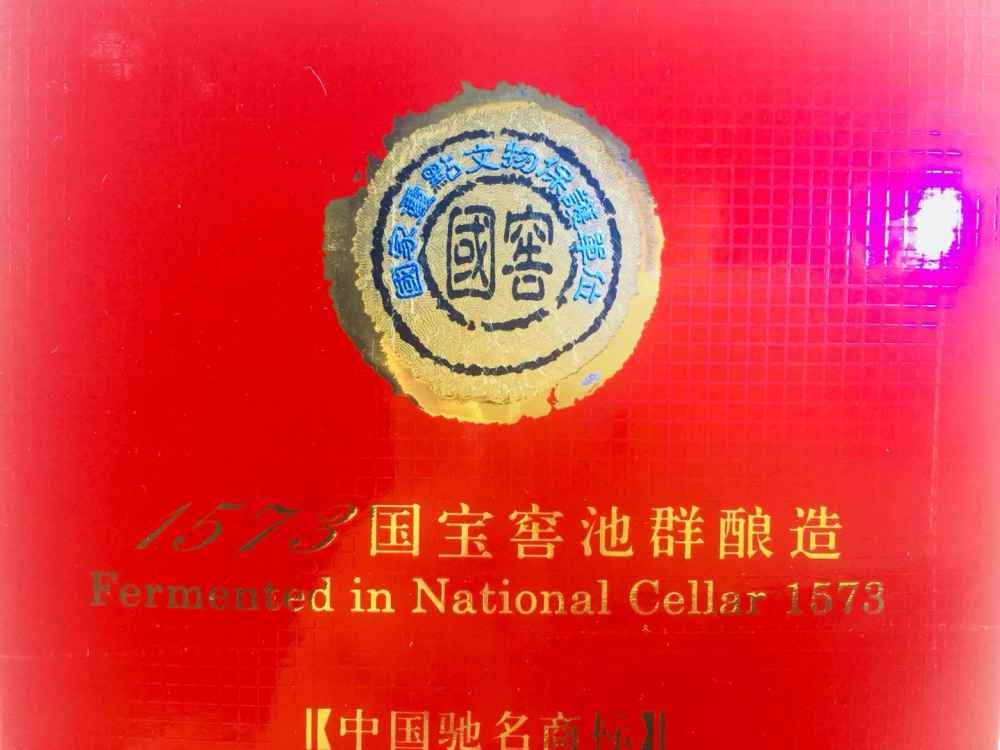 國家重點文物保護單位
國窖
1573国宝窖池群酿造
Fermented in National Cellar 1573
【中国驰名商标】